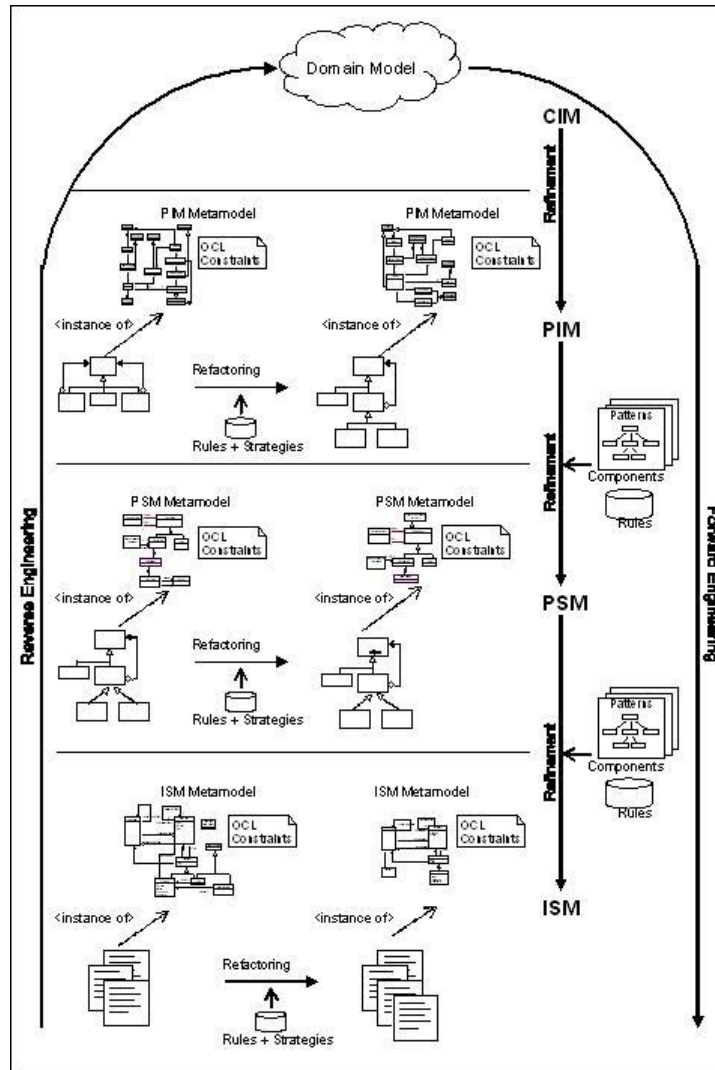 Domain Model
CIM
Refinement
PIM Metamodel
PIM Metamodel
OCL
Constraints
OCL
Constraints
<instance of>
<instance of>
PIM
Refactoring
Rules + Strategies
Patterns
Components
Rules
Refinement
Reverse Engineering
Forward Engineering
PSM Metamodel
PSM Metamodel
OCL
Constraints
OCL
Constraints
<instance of>
<instance of>
PSM
Refactoring
Rules + Strategies
Patterns
Components
Rules
Refinement
ISM Metamodel
ISM Metamodel
OCL
Constraints
OCL
Constraints
<instance of>
<instance of>
ISM
Refactoring
Rules + Strategies